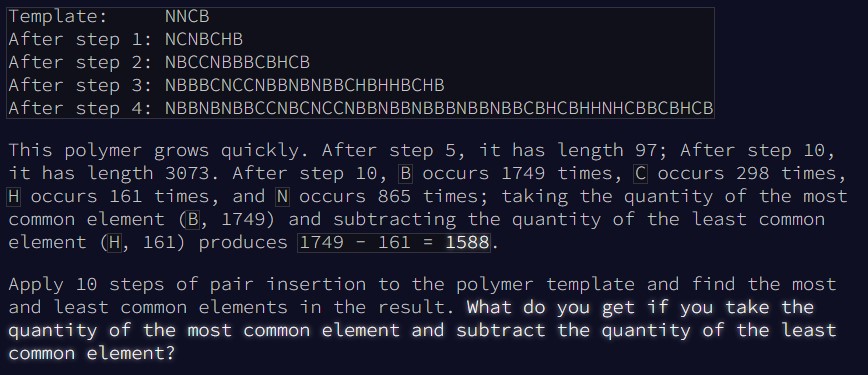 Template:     NNCB
After step 1: NCNBCHB
After step 2: NBCCNBBBCBHCB
After step 3: NBBBCNCCNBBNBNBBCHBHHBCHB
After step 4: NBBNBNBBCCNBCNCCNBBNBBNBBBNBBNBBCBHCBHHNHCBBCBHCB
This polymer grows quickly. After step 5, it has length 97; After step 10,
it has length 3073. After step 10, B occurs 1749 times, C occurs 298 times,
H occurs 161 times, and N occurs 865 times; taking the quantity of the most
common element (B, 1749) and subtracting the quantity of the least common
element (H, 161) produces 1749 - 161 = 1588.
Apply 10 steps of pair insertion to the polymer template and find the most
and least common elements in the result. What do you get if you take the
quantity of the most common element and subtract the quantity of the least
common element?